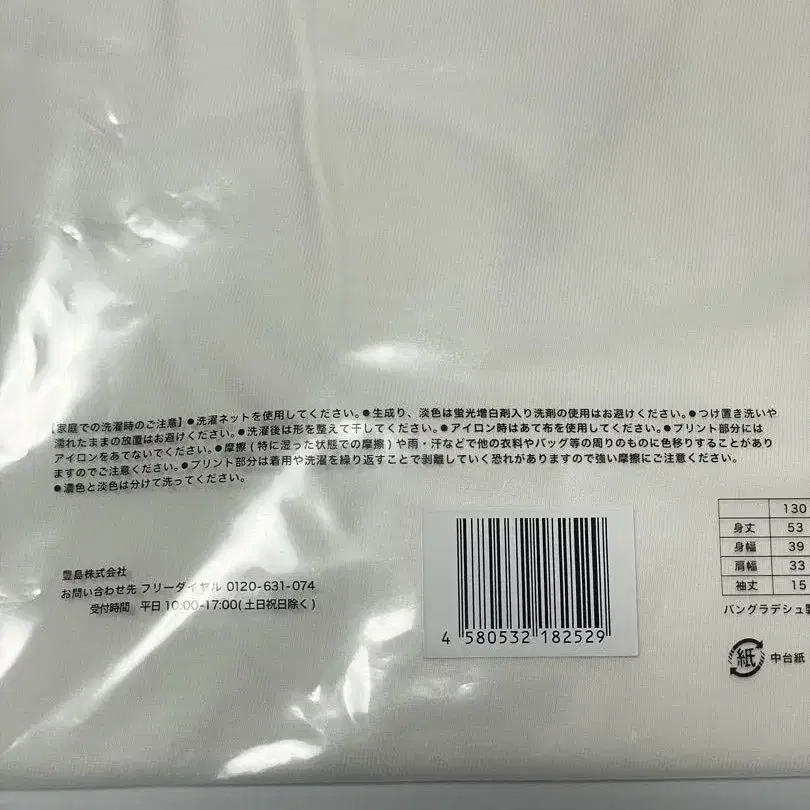 【家庭での洗濯時のご注意】●洗濯ネットを使用してください。●生成り、淡色は蛍光増白剤入り洗剤の使用はお避けください。●つけ置き洗いや
濡れたままの放置はお避けください。●洗濯後は形を整えて干してください。●アイロン時はあて布を使用してください。●プリント部分には
アイロンをあてないでください。●摩擦(特に湿った状態での摩擦)や雨・汗などで他の衣料やバッグ等の周りのものに色移りすることがあり
ますのでご注意ください。●プリント部分は着用や洗濯を繰り返すことで剥離していく恐れがありますので強い摩擦にご注意ください。
●濃色と淡色は分けて洗ってください。
豊島株式会社
お問い合わせ先 フリーダイヤル 0120-631-074
受付時間 平日 10:00-17:00(土日祝日除く)
4 580532 182529
130
身丈 53
身幅 39
肩幅 33
袖丈 15
バングラデシュ製
紙 中台紙